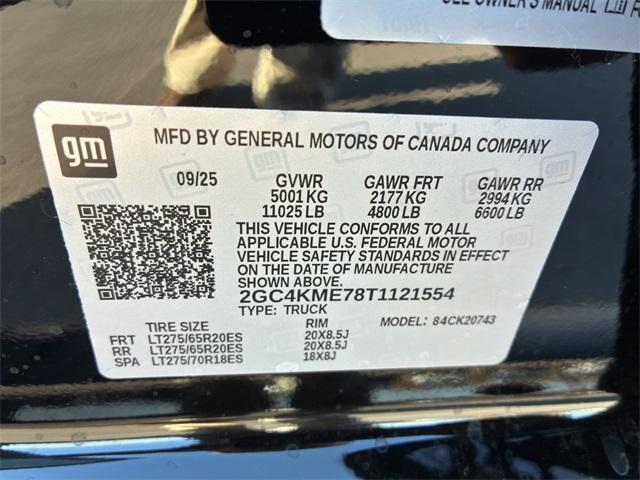 SEE OWNER'S MANUAL
gm
MFD BY GENERAL MOTORS OF CANADA COMPANY
09/25 GVWR GAWR FRT GAWR RR
5001 KG 2177 KG 2994 KG
11025 LB 4800 LB 6600 LB
THIS VEHICLE CONFORMS TO ALL
APPLICABLE U.S. FEDERAL MOTOR
VEHICLE SAFETY STANDARDS IN EFFECT
ON THE DATE OF MANUFACTURE
SHOWN ABOVE.
2GC4KME78T1121554
TYPE: TRUCK MODEL: 84CK20743
TIRE SIZE RIM
FRT LT275/65R20ES 20X8.5J
RR LT275/65R20ES 20X8.5J
SPA LT275/70R18ES 18X8J